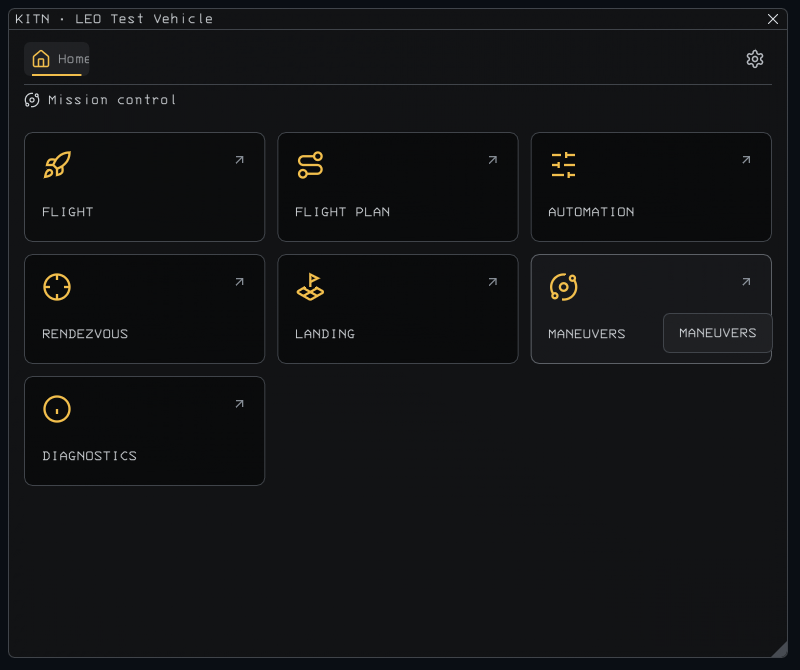 KITN · LEO Test Vehicle
Home
Mission control
FLIGHT
FLIGHT PLAN
AUTOMATION
RENDEZVOUS
LANDING
MANEUVERS
MANEUVERS
DIAGNOSTICS